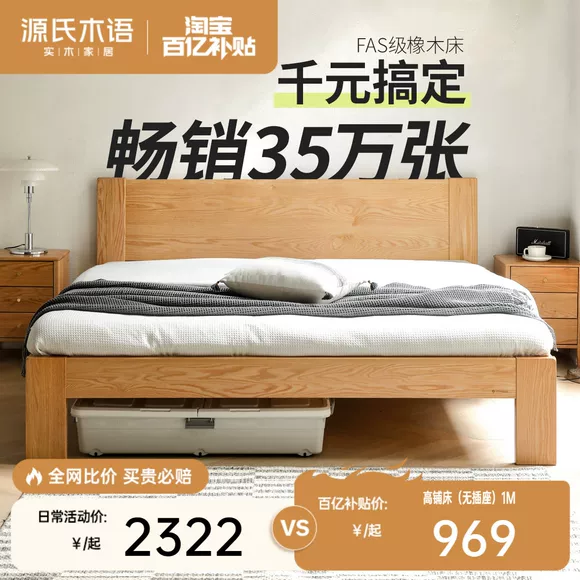 源氏木语
实木家居
淘宝
百亿补贴
FAS级橡木床
千元搞定
畅销35万张
Marshall
全网比价 买贵必赔
日常活动价:
¥/起
2322
VS
百亿补贴价:
¥/起
高铺床（无插座）1M
969